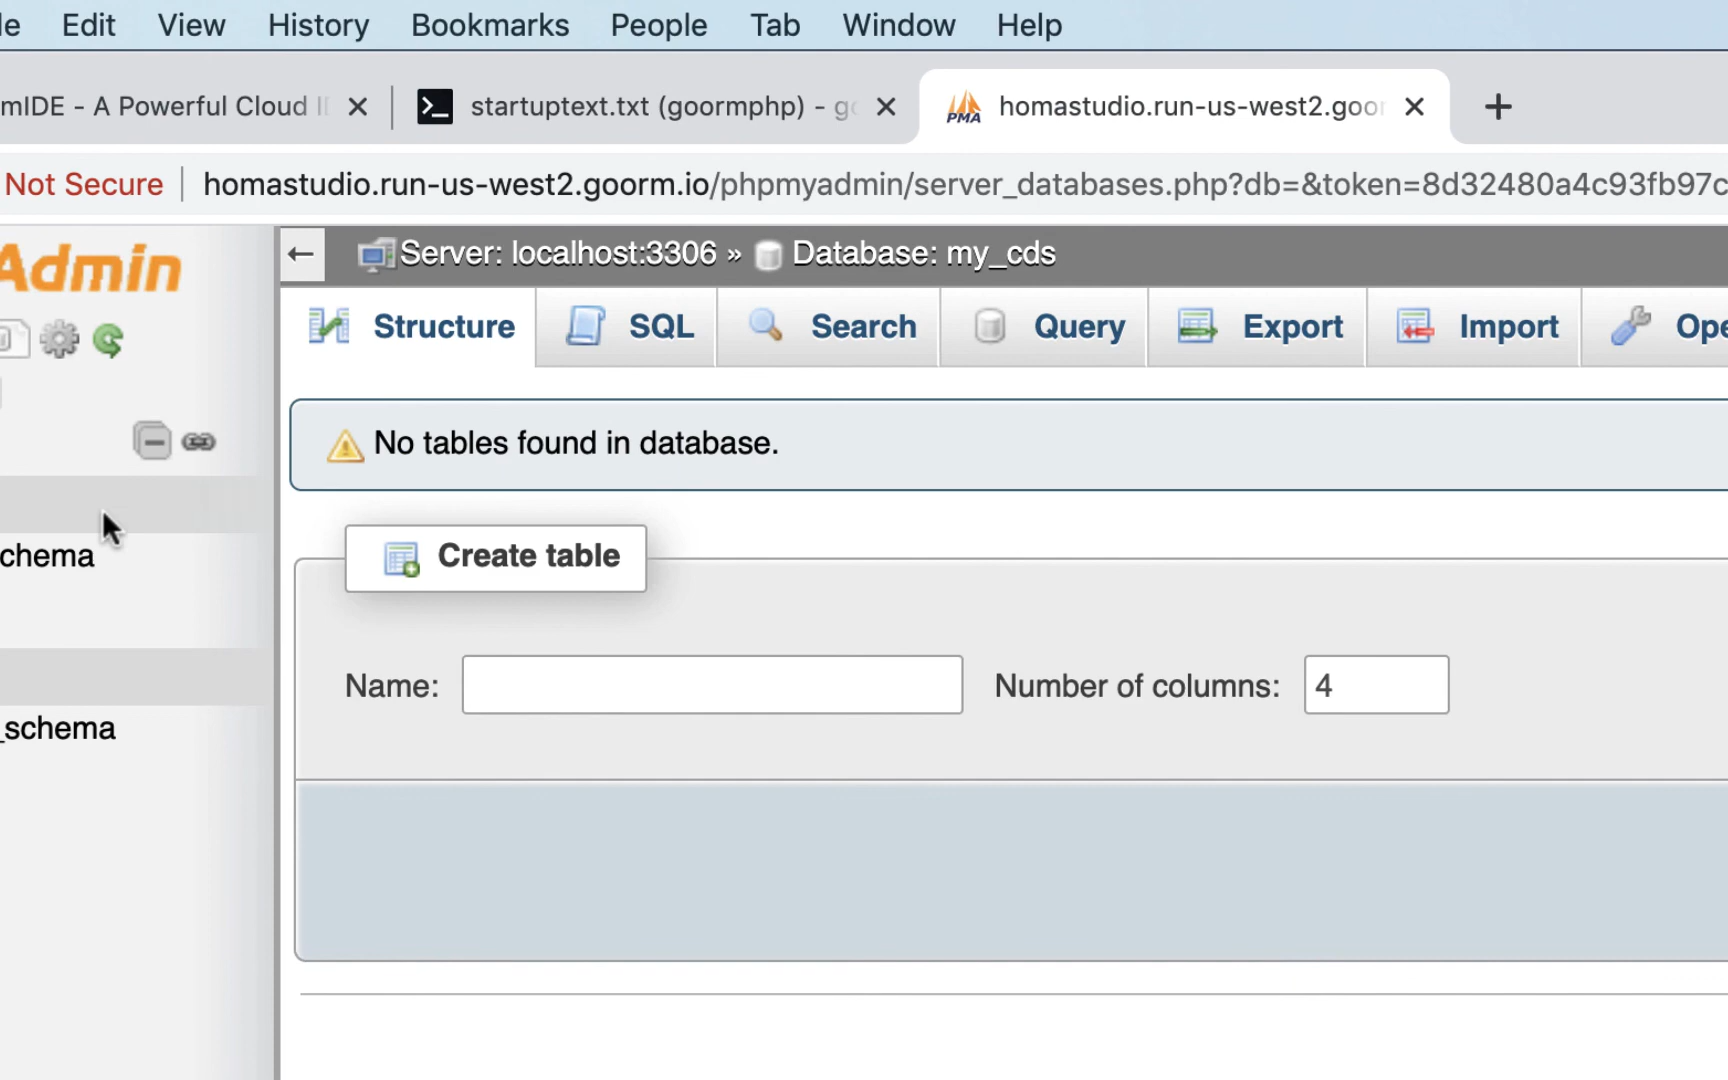 le Edit View History Bookmarks People Tab Window Help
mIDE - A Powerful Cloud startuptext.txt (goormphp) - homastudio.run-us-west2.goor
PMA
Not Secure homastudio.run-us-west2.goorm.io/phpmyadmin/server_databases.php?db=&token=8d32480a4c93fb97c
Admin
Server: localhost:3306 » Database: my_cds
Structure SQL Search Query Export Import Ope
No tables found in database.
Create table
chema
Name: Number of columns: 4
_schema